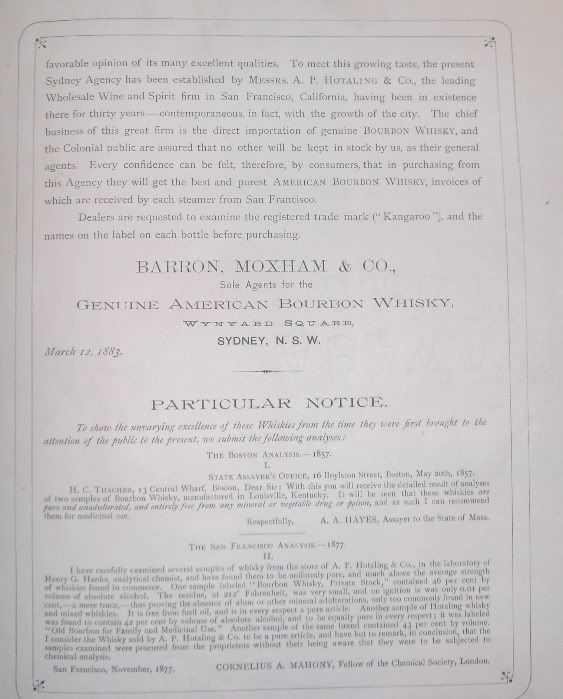 favorable opinion of its many excellent qualities. To meet this growing taste, the present
Sydney Agency has been established by MESSRS. A. P. HOTALING & CO., the leading
Wholesale Wine and Spirit firm in San Francisco, California, having been in existence
there for thirty years—contemporaneous, in fact, with the growth of the city. The chief
business of this great firm is the direct importation of genuine BOURBON WHISKY, and
the Colonial public are assured that no other will be kept in stock by us, as their general
agents. Every confidence can be felt, therefore, by consumers, that in purchasing from
this Agency they will get the best and purest AMERICAN BOURBON WHISKY, invoices of
which are received by each steamer from San Francisco.
Dealers are requested to examine the registered trade mark ("Kangaroo"), and the
names on the label on each bottle before purchasing.
BARRON, MOXHAM & CO.,
Sole Agents for the
GENUINE AMERICAN BOURBON WHISKY,
WYNYARD SQUARE,
SYDNEY, N. S. W.
March 12, 1883.
PARTICULAR NOTICE.
To show the unvarying excellence of these Whiskies from the time they were first brought to the
attention of the public to the present, we submit the following analyses:
THE BOSTON ANALYSIS.—1857.
I.
STATE ASSAYER'S OFFICE, 16 Boylston Street, Boston, May 20th, 1857.
H. C. THACHER, 13 Central Wharf, Boston, Dear Sir: With this you will receive the detailed result of analyses
of two samples of Bourbon Whisky, manufactured in Louisville, Kentucky. It will be seen that these whiskies are
pure and unadulterated, and entirely free from any mineral or vegetable drug or poison, and as such I can recommend
them for medicinal use.
Respectfully, A. A. HAYES, Assayer to the State of Mass.
THE SAN FRANCISCO ANALYSIS.—1877.
II.
I have carefully examined several samples of whisky from the store of A. P. Hotaling & Co., in the laboratory of
Henry G. Hanks, analytical chemist, and have found them to be uniformly pure, and much above the average strength
of whiskies found in commerce. One sample labeled "Bourbon Whisky, Private Stock," contained 46 per cent by
volume of absolute alcohol. The residue, at 212° Fahrenheit, was very small, and on ignition was only 0.01 per
cent,—a mere trace,—thus proving the absence of alum or other mineral adulterations, only too commonly found in new
and mixed whiskies. It is free from fusil oil, and is in every respect a pure article. Another sample of Hotaling whisky
was found to contain 42 per cent by volume of absolute alcohol, and to be equally pure in every respect; it was labeled
"Old Bourbon for Family and Medicinal Use." Another sample of the same brand contained 43 per cent by volume.
I consider the Whisky sold by A. P. Hotaling & Co. to be a pure article, and have but to remark, in conclusion, that the
samples examined were procured from the proprietors without their being aware that they were to be subjected to
chemical analysis.
San Francisco, November, 1877. CORNELIUS A. MAHONY, Fellow of the Chemical Society, London.